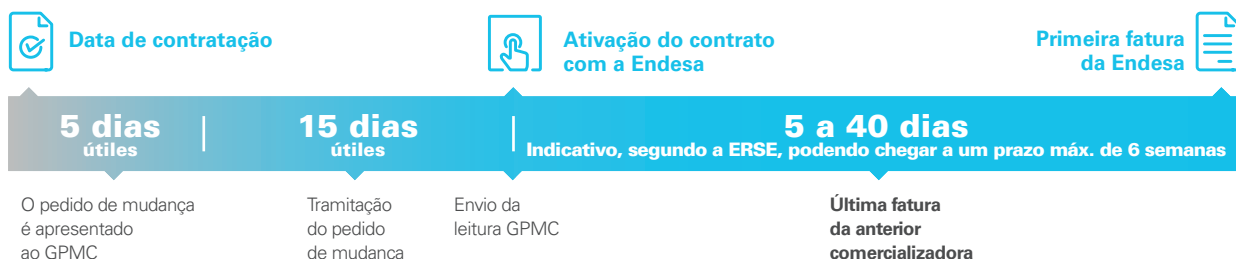 Data de contratação
Ativação do contrato
com a Endesa
Primeira fatura
da Endesa
5 dias
útiles
15 dias
útiles
5 a 40 dias
Indicativo, segundo a ERSE, podendo chegar a um prazo máx. de 6 semanas
O pedido de mudança
é apresentado
ao GPMC
Tramitação
do pedido
de mudança
Envio da
leitura GPMC
Última fatura
da anterior
comercializadora